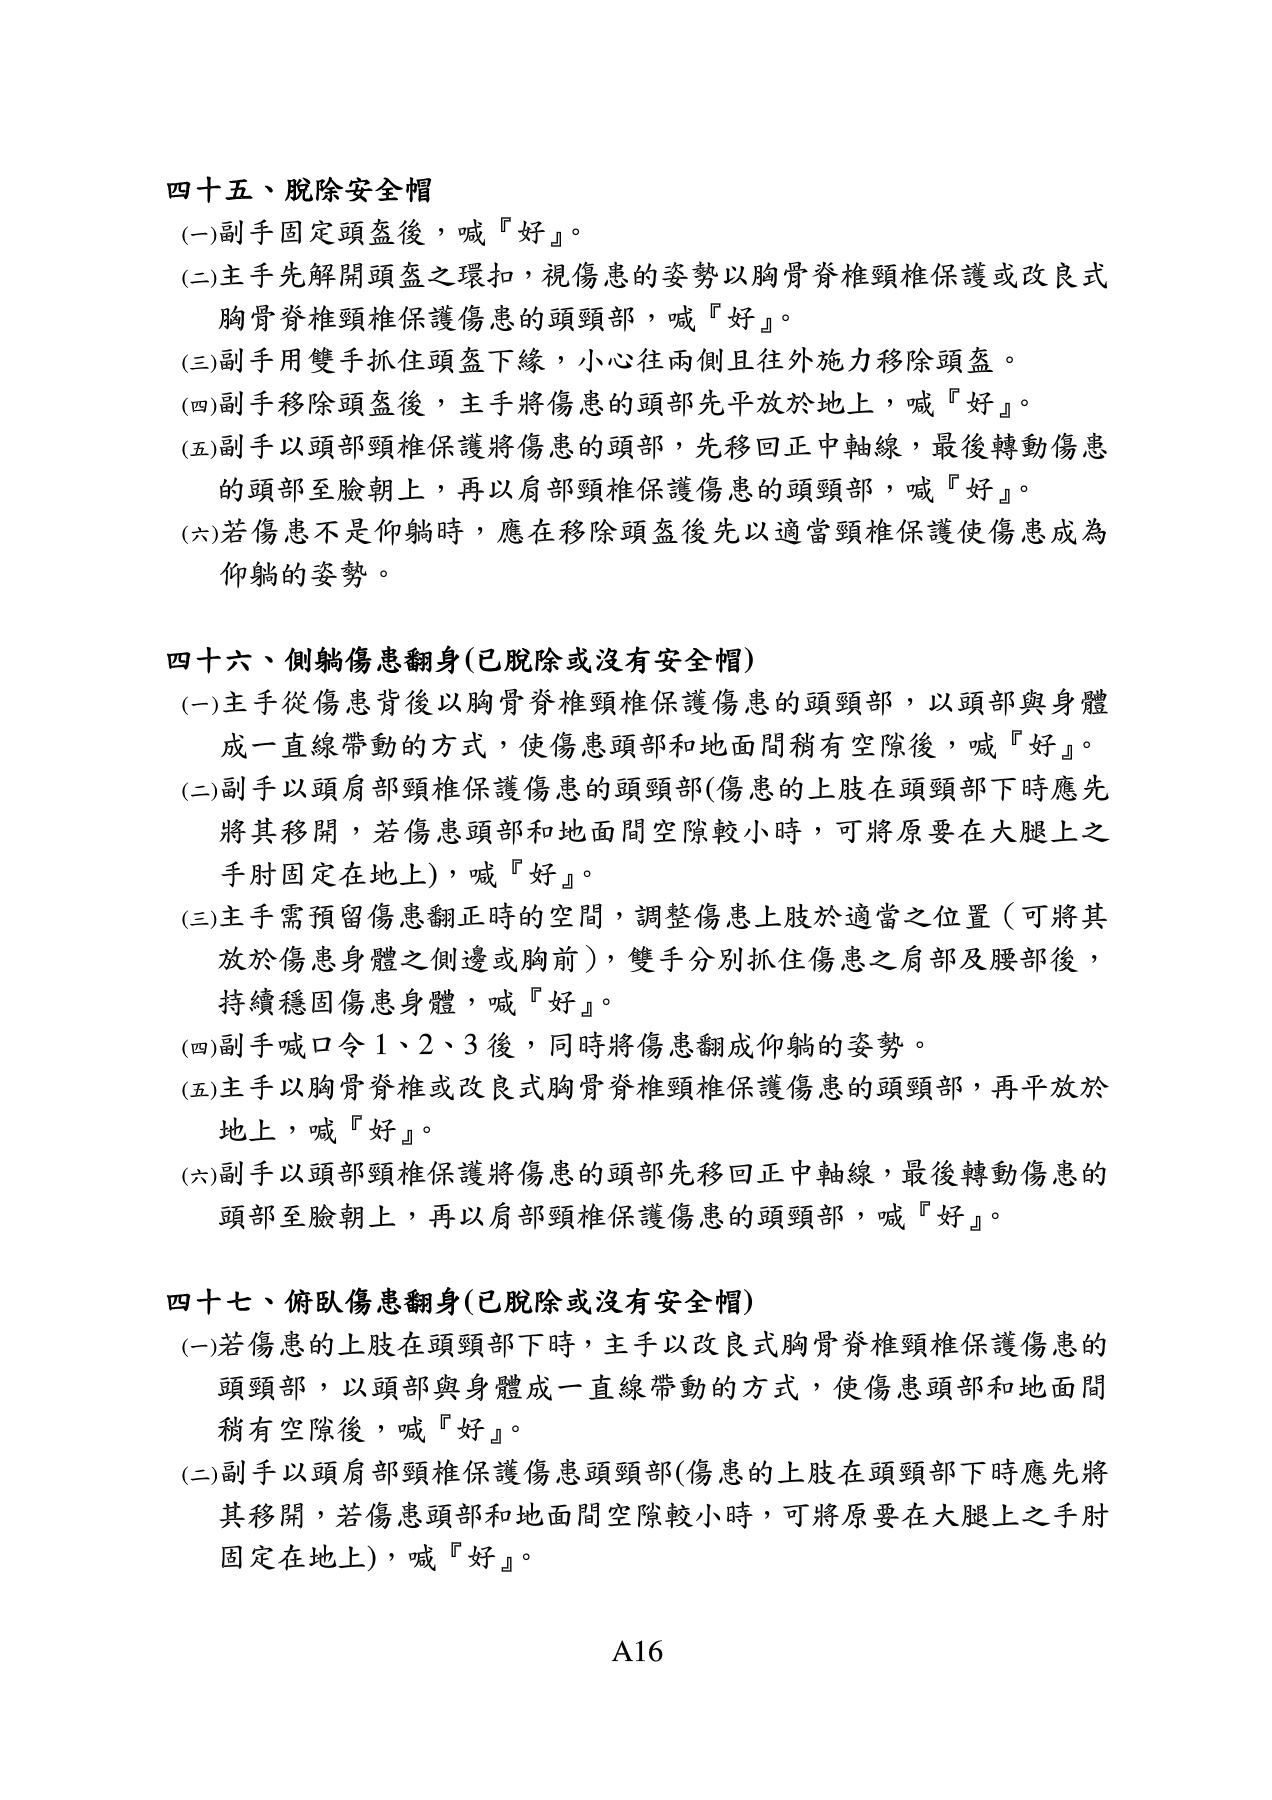 四十五、脫除安全帽
(一)副手固定頭盔後，喊『好』。
(二)主手先解開頭盔之環扣，視傷患的姿勢以胸骨脊椎頸椎保護或改良式
胸骨脊椎頸椎保護傷患的頭頸部，喊『好』。
(三)副手用雙手抓住頭盔下緣，小心往兩側且往外施力移除頭盔。
(四)副手移除頭盔後，主手將傷患的頭部先平放於地上，喊『好』。
(五)副手以頭部頸椎保護將傷患的頭部，先移回正中軸線，最後轉動傷患
的頭部至臉朝上，再以肩部頸椎保護傷患的頭頸部，喊『好』。
(六)若傷患不是仰躺時，應在移除頭盔後先以適當頸椎保護使傷患成為
仰躺的姿勢。
四十六、側躺傷患翻身(已脫除或沒有安全帽)
(一)主手從傷患背後以胸骨脊椎頸椎保護傷患的頭頸部，以頭部與身體
成一直線帶動的方式，使傷患頭部和地面間稍有空隙後，喊『好』。
(二)副手以頭肩部頸椎保護傷患的頭頸部(傷患的上肢在頭頸部下時應先
將其移開，若傷患頭部和地面間空隙較小時，可將原要在大腿上之
手肘固定在地上)，喊『好』。
(三)主手需預留傷患翻正時的空間，調整傷患上肢於適當之位置（可將其
放於傷患身體之側邊或胸前），雙手分別抓住傷患之肩部及腰部後，
持續穩固傷患身體，喊『好』。
(四)副手喊口令 1、2、3 後，同時將傷患翻成仰躺的姿勢。
(五)主手以胸骨脊椎或改良式胸骨脊椎頸椎保護傷患的頭頸部，再平放於
地上，喊『好』。
(六)副手以頭部頸椎保護將傷患的頭部先移回正中軸線，最後轉動傷患的
頭部至臉朝上，再以肩部頸椎保護傷患的頭頸部，喊『好』。
四十七、俯臥傷患翻身(已脫除或沒有安全帽)
(一)若傷患的上肢在頭頸部下時，主手以改良式胸骨脊椎頸椎保護傷患的
頭頸部，以頭部與身體成一直線帶動的方式，使傷患頭部和地面間
稍有空隙後，喊『好』。
(二)副手以頭肩部頸椎保護傷患頭頸部(傷患的上肢在頭頸部下時應先將
其移開，若傷患頭部和地面間空隙較小時，可將原要在大腿上之手肘
固定在地上)，喊『好』。
A16